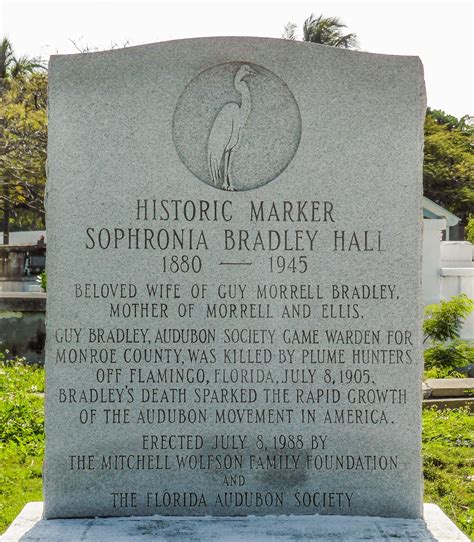 HISTORIC MARKER
SOPHRONIA BRADLEY HALL
1880 — 1945
BELOVED WIFE OF GUY MORRELL BRADLEY,
MOTHER OF MORRELL AND ELLIS.
GUY BRADLEY, AUDUBON SOCIETY GAME WARDEN FOR
MONROE COUNTY, WAS KILLED BY PLUME HUNTERS
OFF FLAMINGO, FLORIDA, JULY 8, 1905.
BRADLEY'S DEATH SPARKED THE RAPID GROWTH
OF THE AUDUBON MOVEMENT IN AMERICA.
ERECTED JULY 8, 1988 BY
THE MITCHELL WOLFSON FAMILY FOUNDATION
AND
THE FLORIDA AUDUBON SOCIETY